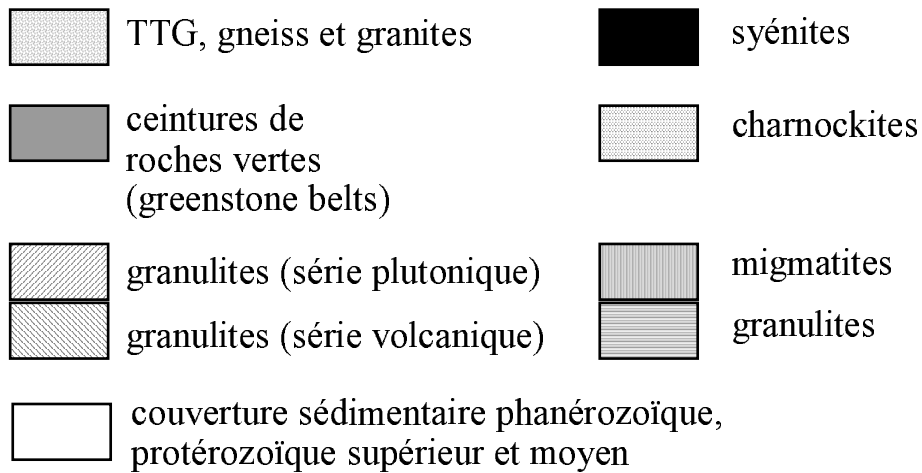 TTG, gneiss et granites
syénites
ceintures de
roches vertes
(greenstone belts)
charnockites
granulites (série plutonique)
granulites (série volcanique)
migmatites
granulites
couverture sédimentaire phanérozoïque,
protérozoïque supérieur et moyen